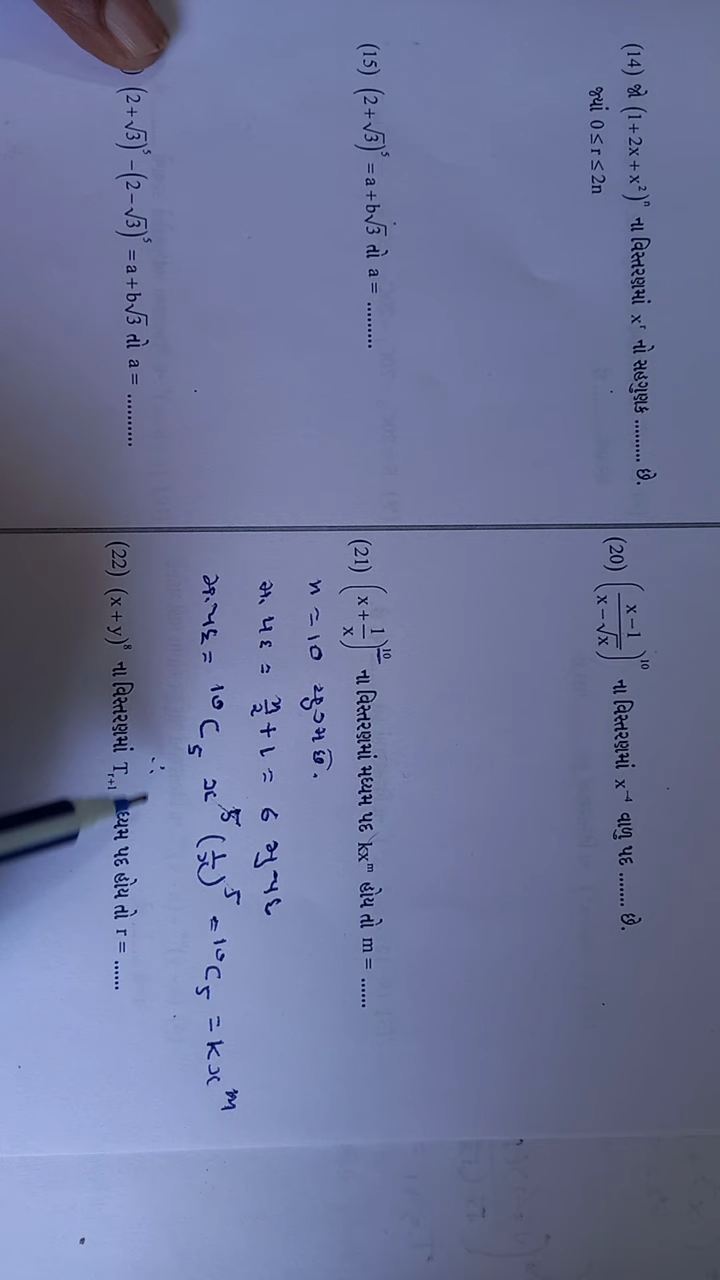 (14) જો (1+2x+x²)ⁿ ના વિસ્તરણમાં xʳ નો સહગુણક ......... છે.
જ્યાં 0 ≤ r ≤ 2n
(15) (2+√3)⁵ = a+b√3 તો a = .........
) (2+√3)⁵ −(2−√3)⁵ = a+b√3 તો a = ..........
(20) ((x−1)/(x−√x))¹⁰ ના વિસ્તરણમાં x⁻⁴ વાળુ પદ ....... છે.
(21) (x+1/x)¹⁰ ના વિસ્તરણમાં મધ્યમ પદ kxᵐ હોય તો m = ......
n = 10 યુગ્મ છે.
મ.પદ = n/2 + 1 = 6 મુ પદ
મ.પદ = ¹⁰C₅ x⁵ (1/x)⁵ = ¹⁰C₅ = kxᵐ
∴
(22) (x+y)⁸ ના વિસ્તરણમાં Tᵣ₊₁ ધ્યમ પદ હોય તો r = ......